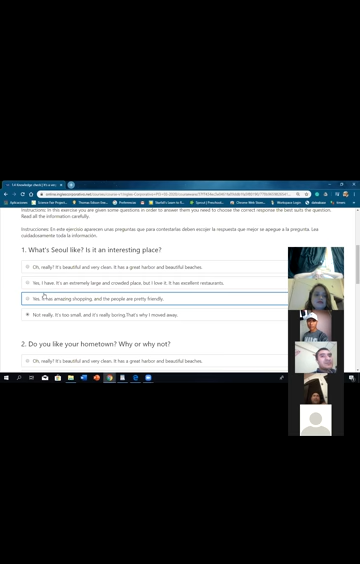 Instructions: In this exercise you are given some questions in order to answer them you need to choose the correct response the best suits the question.
Read all the information carefully.
Instrucciones: En este ejercicio aparecen unas preguntas que para contestarlas deben escojer la respuesta que mejor se apegue a la pregunta. Lea
cuidadosamente toda la información.
1. What's Seoul like? Is it an interesting place?
Oh, really? It's beautiful and very clean. It has a great harbor and beautiful beaches.
Yes, I have. It's an extremely large and crowded place, but I love it. It has excellent restaurants.
Yes. It has amazing shopping, and the people are pretty friendly.
Not really. It's too small, and it's really boring. That's why I moved away.
2. Do you like your hometown? Why or why not?
Oh, really? It's beautiful and very clean. It has a great harbor and beautiful beaches.